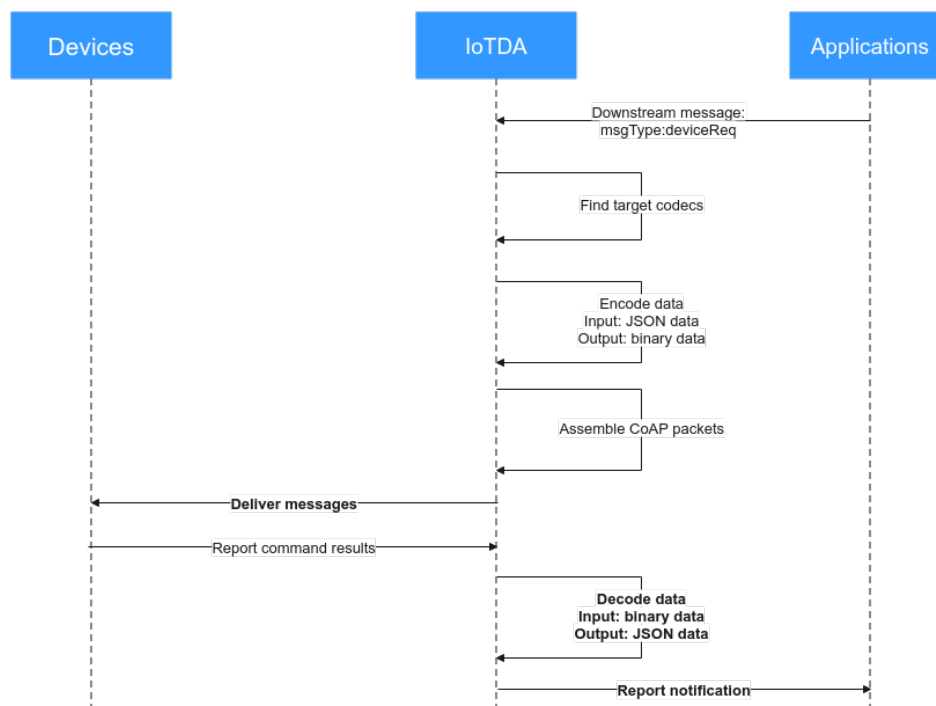 Devices
IoTDA
Applications
Downstream message:
msgType:deviceReq
Find target codecs
Encode data
Input: JSON data
Output: binary data
Assemble CoAP packets
Deliver messages
Report command results
Decode data
Input: binary data
Output: JSON data
Report notification